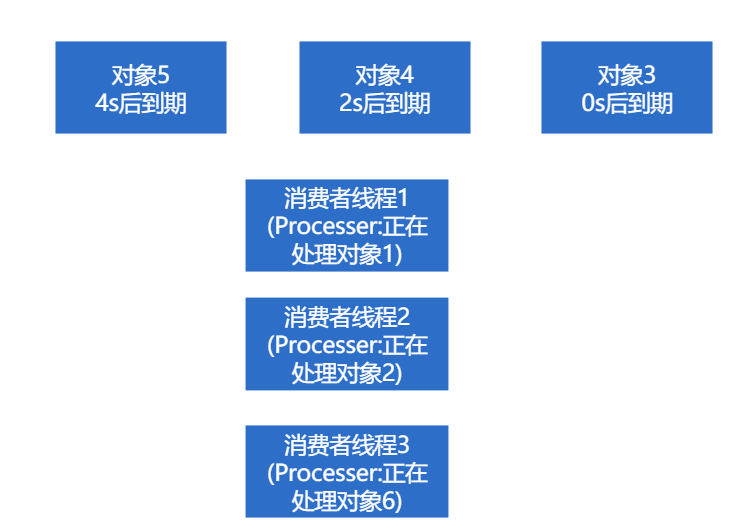 对象5
4s后到期
对象4
2s后到期
对象3
0s后到期
消费者线程1
(Processer:正在
处理对象1)
消费者线程2
(Processer:正在
处理对象2)
消费者线程3
(Processer:正在
处理对象6)